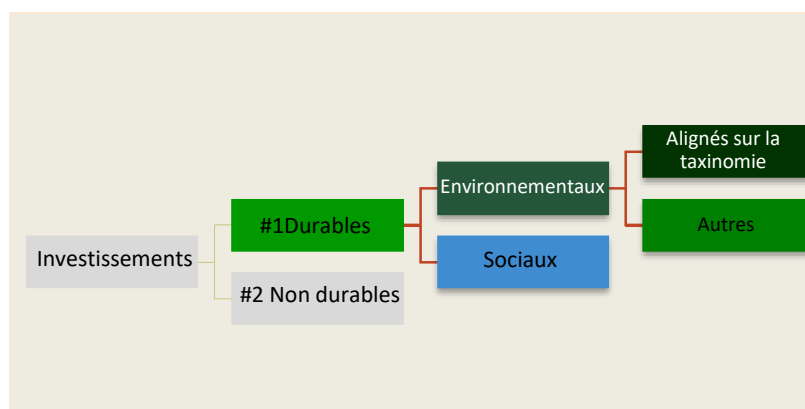 Investissements
#1Durables
#2 Non durables
Environnementaux
Sociaux
Alignés sur la
taxinomie
Autres